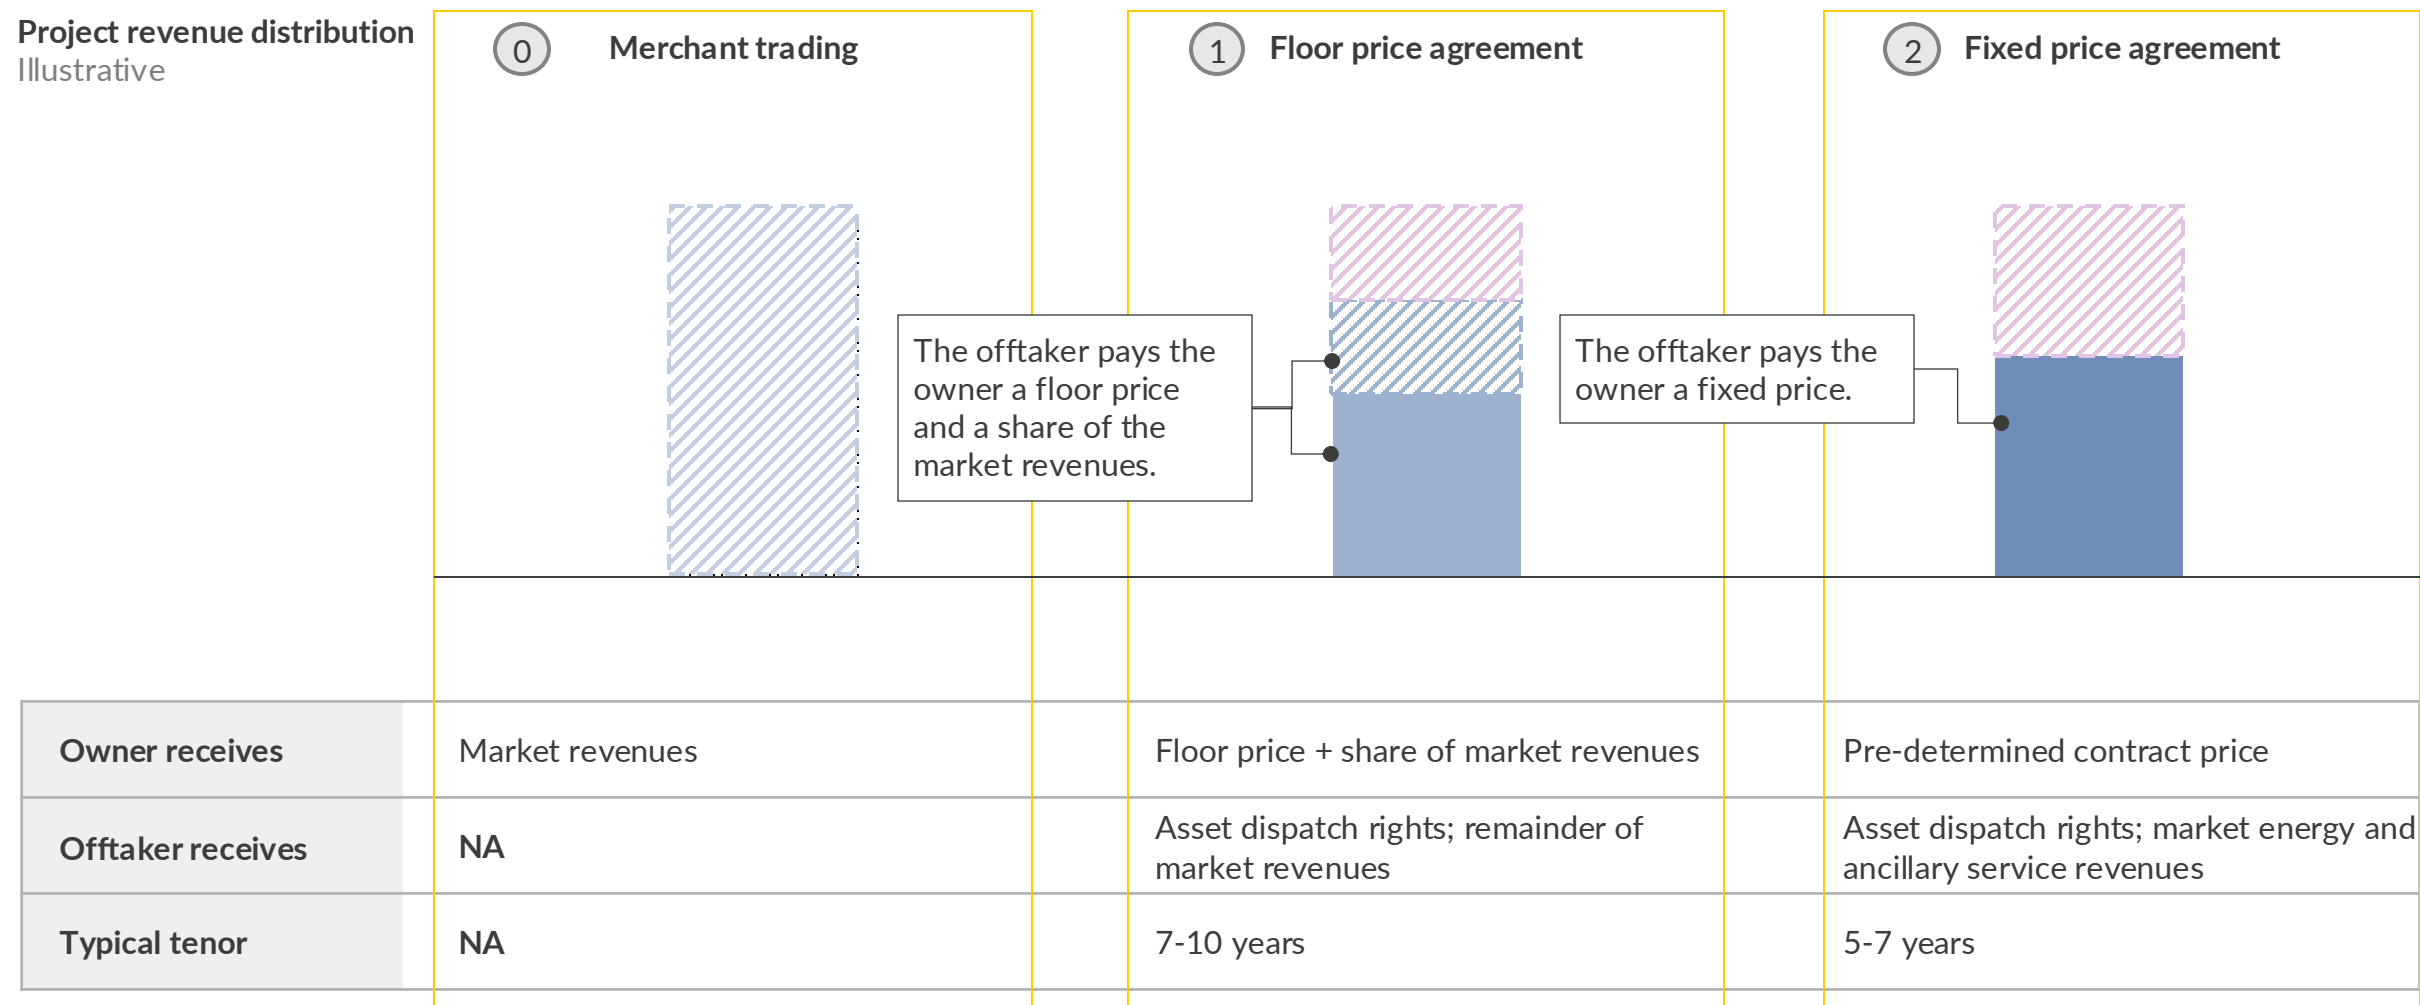 Project revenue distribution
Illustrative
0
Merchant trading
1
Floor price agreement
2
Fixed price agreement
The offtaker pays the
owner a floor price
and a share of the
market revenues.
The offtaker pays the
owner a fixed price.
Owner receives
Market revenues
Floor price + share of market revenues
Pre-determined contract price
Offtaker receives
NA
Asset dispatch rights; remainder of
market revenues
Asset dispatch rights; market energy and
ancillary service revenues
Typical tenor
NA
7-10 years
5-7 years